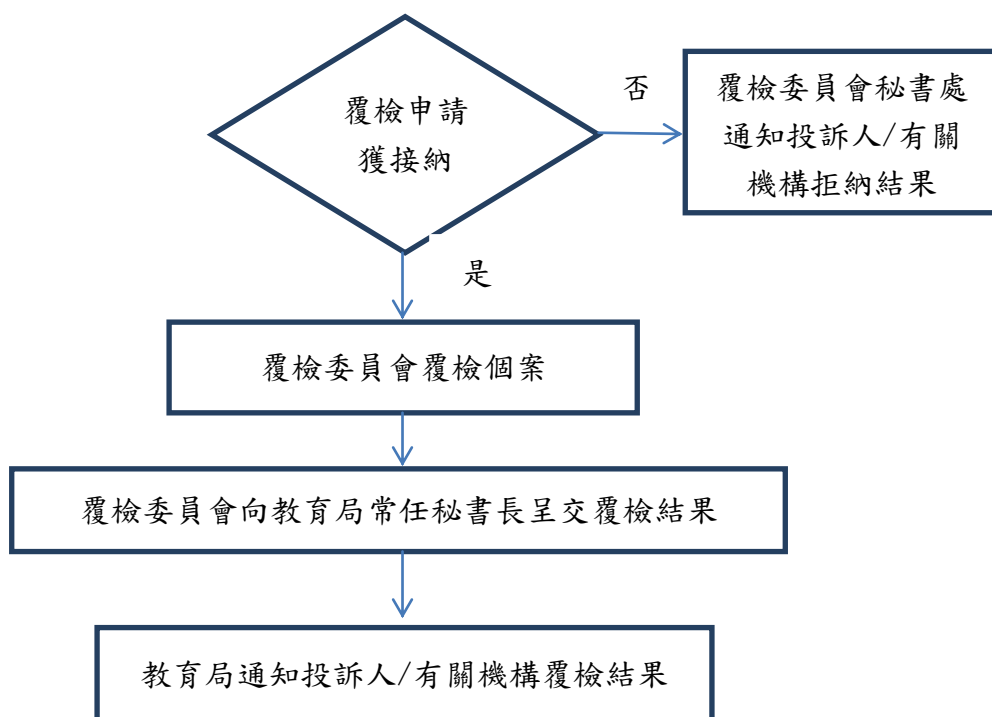 覆檢申請
獲接納
否
覆檢委員會秘書處
通知投訴人/有關
機構拒納結果
是
覆檢委員會覆檢個案
覆檢委員會向教育局常任秘書長呈交覆檢結果
教育局通知投訴人/有關機構覆檢結果